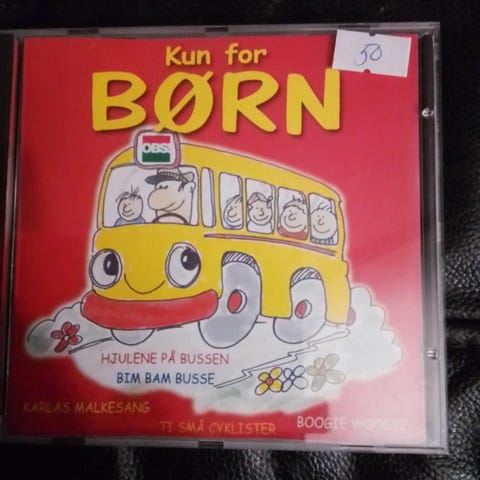 Kun for
BØRN
50
OBS!
HJULENE PÅ BUSSEN
BIM BAM BUSSE
KARLAS MALKESANG
TI SMÅ CYKLISTER
BOOGIE WOOGIE